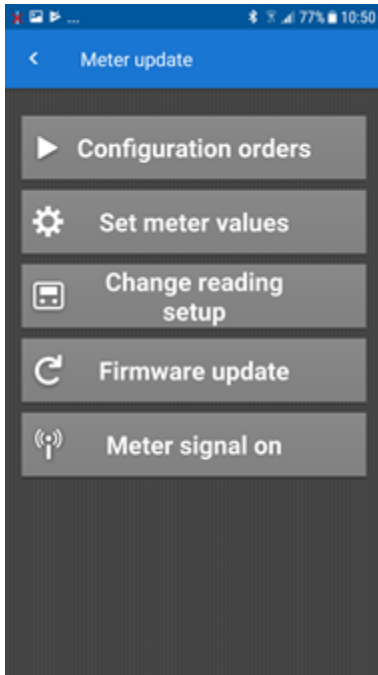 ... 77% 10:50
Meter update
Configuration orders
Set meter values
Change reading
setup
Firmware update
Meter signal on